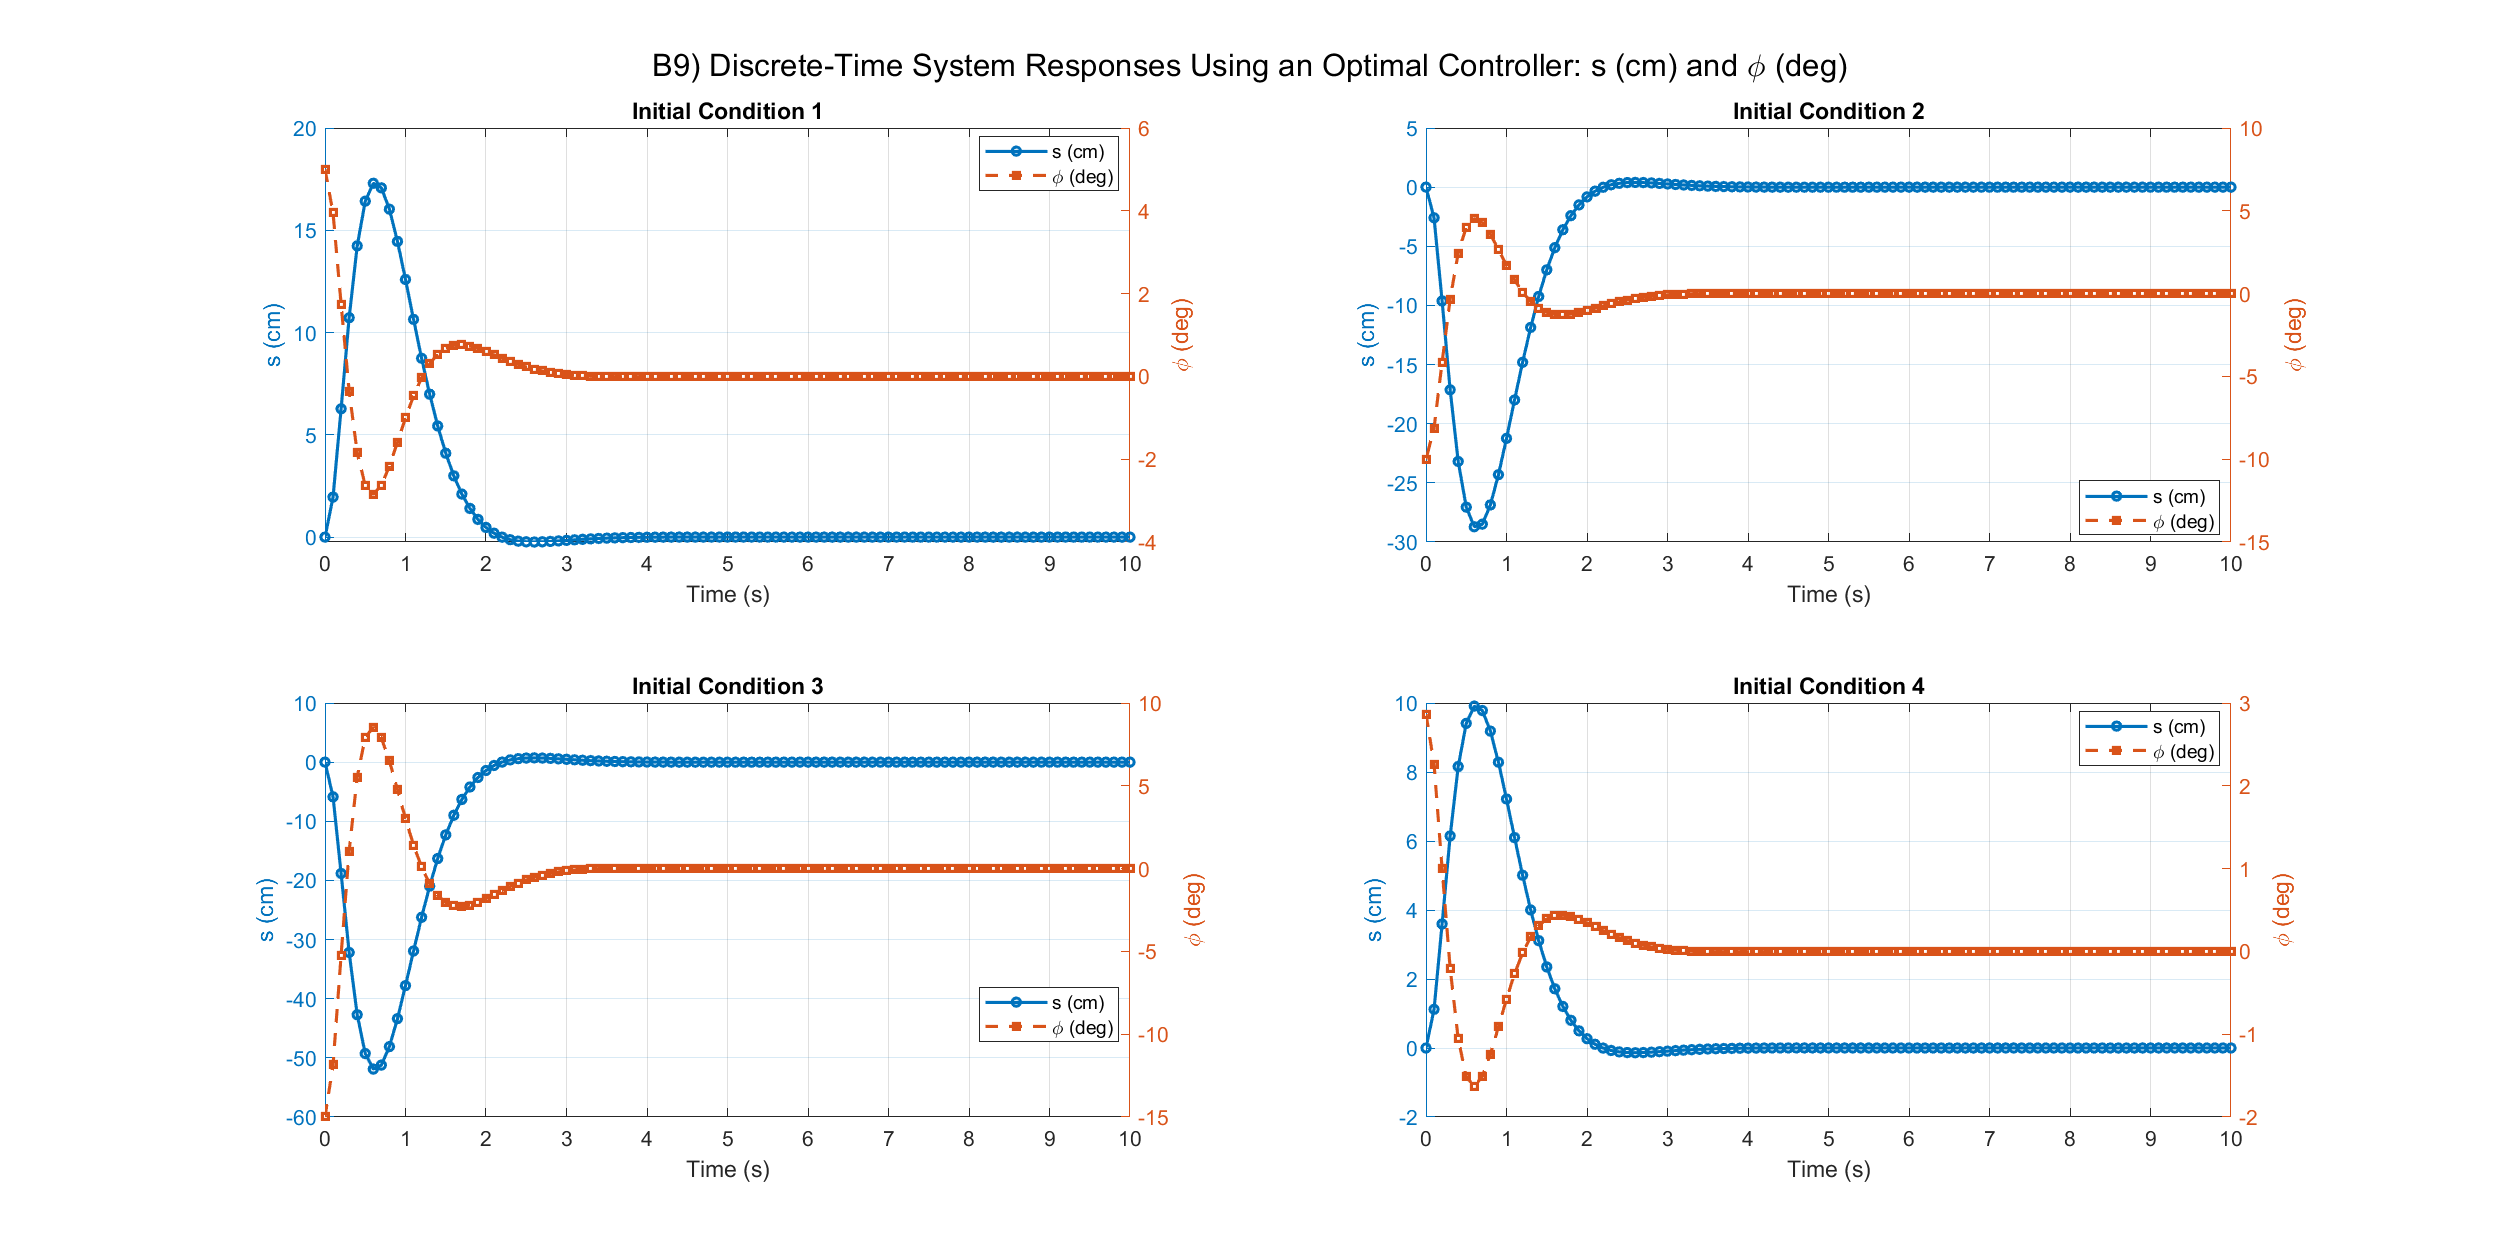 B9) Discrete-Time System Responses Using an Optimal Controller: s (cm) and ϕ (deg)
Initial Condition 1
20
15
10
5
0
s (cm)
6
4
2
0
-2
-4
ϕ (deg)
s (cm)
ϕ (deg)
0 1 2 3 4 5 6 7 8 9 10
Time (s)
Initial Condition 2
5
0
-5
-10
-15
-20
-25
-30
s (cm)
10
5
0
-5
-10
-15
ϕ (deg)
s (cm)
ϕ (deg)
0 1 2 3 4 5 6 7 8 9 10
Time (s)
Initial Condition 3
10
0
-10
-20
-30
-40
-50
-60
s (cm)
10
5
0
-5
-10
-15
ϕ (deg)
s (cm)
ϕ (deg)
0 1 2 3 4 5 6 7 8 9 10
Time (s)
Initial Condition 4
10
8
6
4
2
0
-2
s (cm)
3
2
1
0
-1
-2
ϕ (deg)
s (cm)
ϕ (deg)
0 1 2 3 4 5 6 7 8 9 10
Time (s)